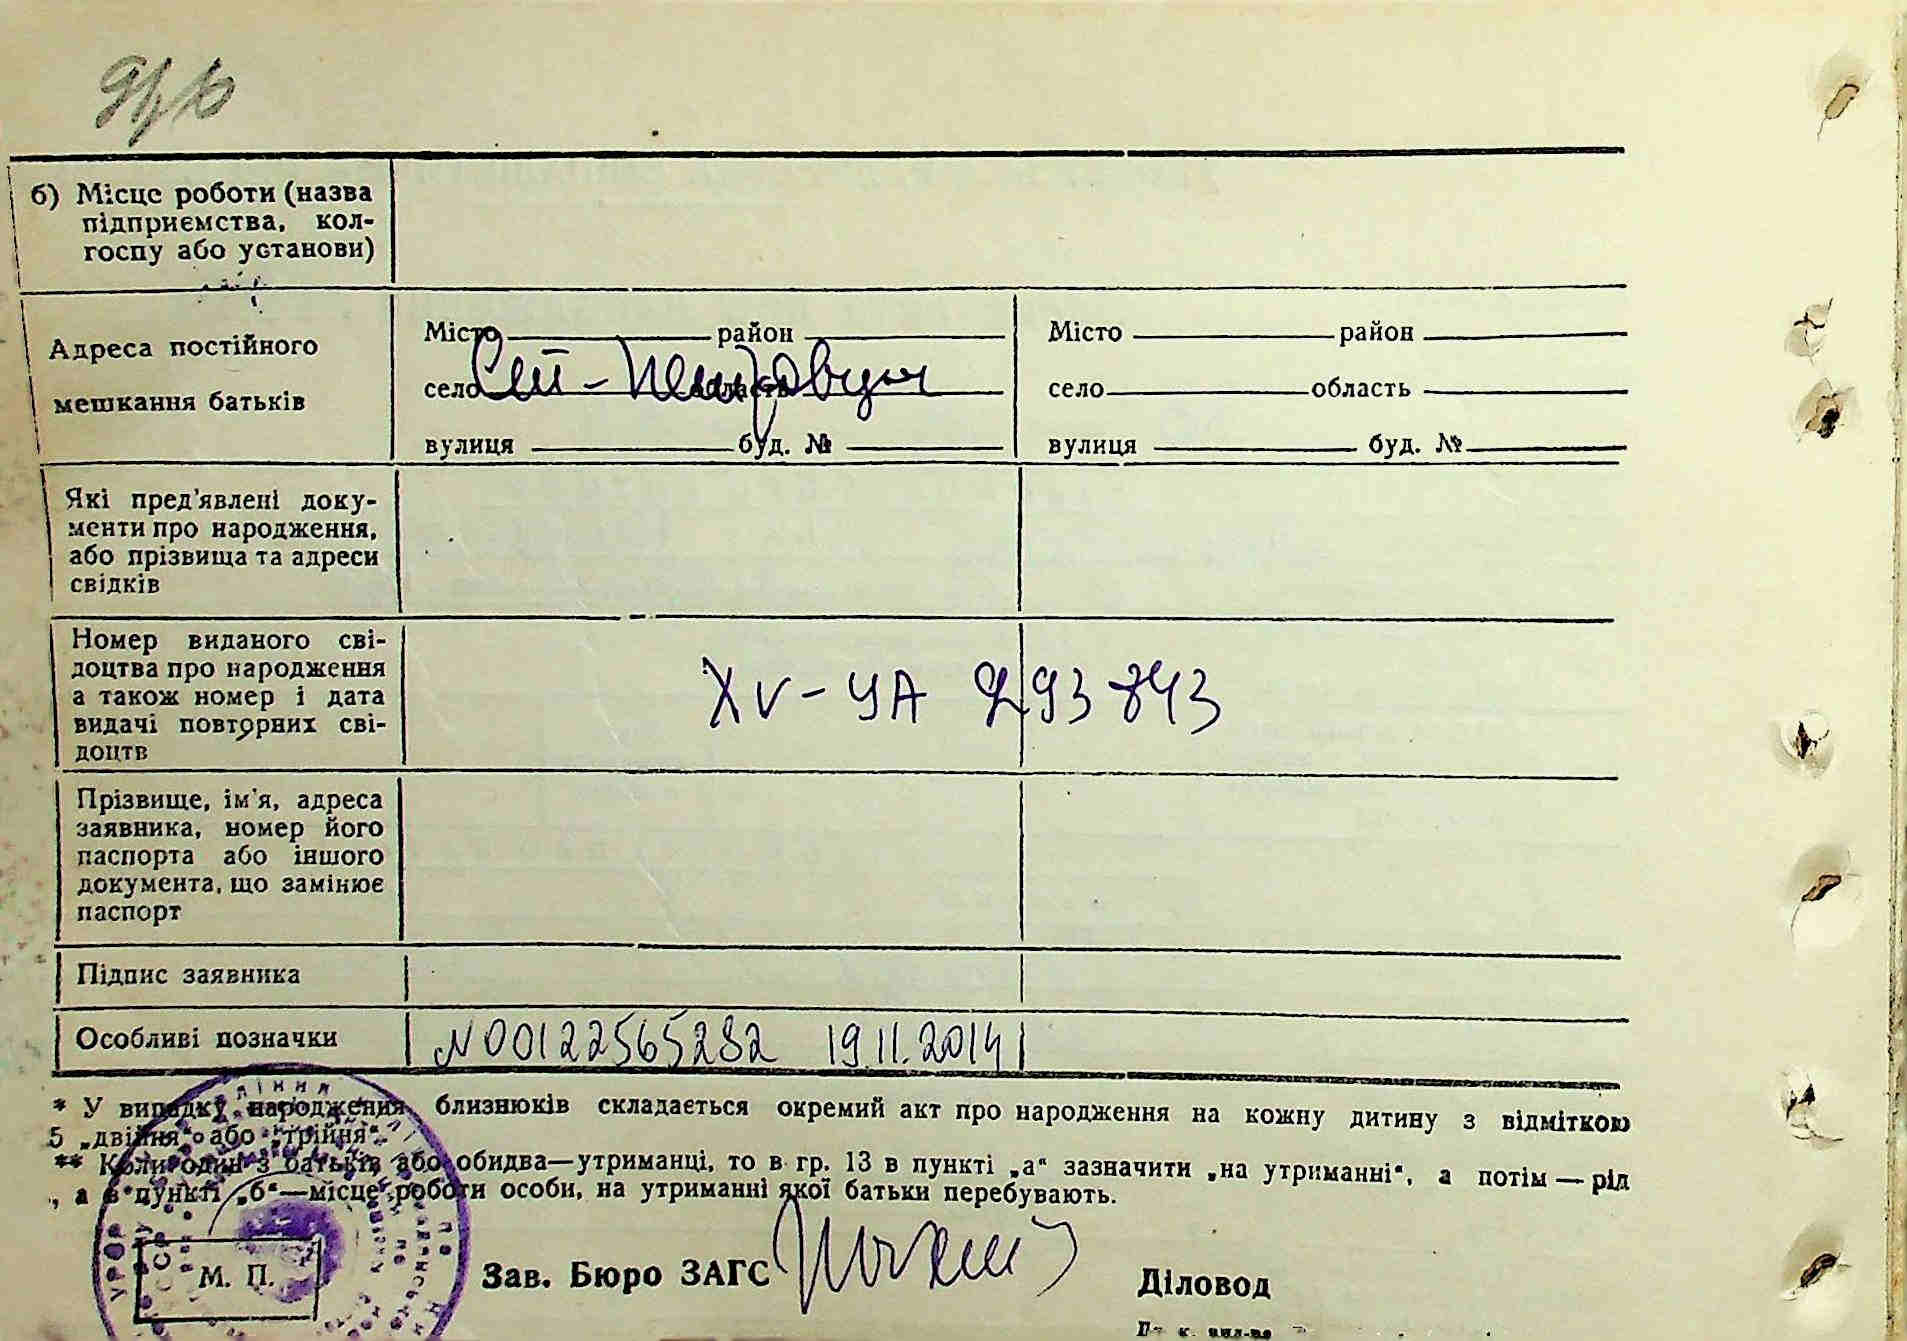 б) Місце роботи (назва
підприємства, кол-
госпу або установи)
Адреса постійного
мешкання батьків
Місто район
село область
вулиця буд. №
Місто район
село область
вулиця буд. №
Які пред'явлені доку-
менти про народження,
або прізвища та адреси
свідків
Номер виданого сві-
доцтва про народження
а також номер і дата
видачі повторних сві-
доцтв
XV-УА 293843
Прізвище, ім'я, адреса
заявника, номер його
паспорта або іншого
документа, що замінює
паспорт
Підпис заявника
Особливі позначки
N00122565282 19.11.2014
* У випадку народження близнюків складається окремий акт про народження на кожну дитину з відміткою
5 „двійня“ або „трійня“.
** Коли один з батьків або обидва—утриманці, то в гр. 13 в пункті „а“ зазначити „на утриманні“, а потім — рід
, а в пункті „б“—місце роботи особи, на утриманні якої батьки перебувають.
М. П.
Зав. Бюро ЗАГС
Діловод